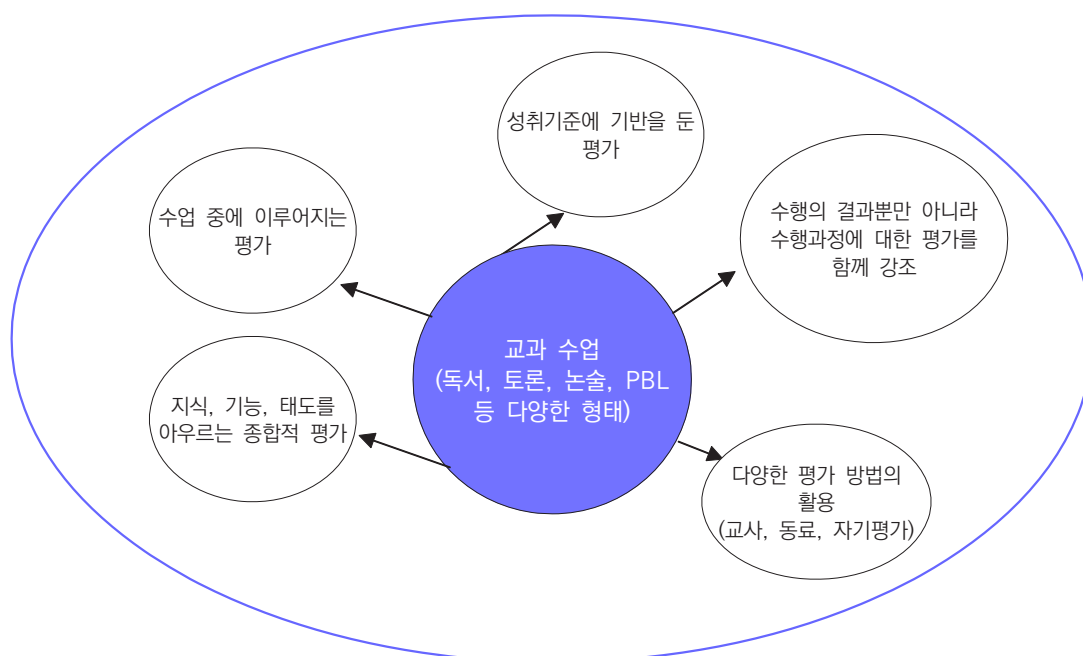 성취기준에 기반을 둔
평가
수업 중에 이루어지는
평가
수행의 결과뿐만 아니라
수행과정에 대한 평가를
함께 강조
교과 수업
(독서, 토론, 논술, PBL
등 다양한 형태)
지식, 기능, 태도를
아우르는 종합적 평가
다양한 평가 방법의
활용
(교사, 동료, 자기평가)